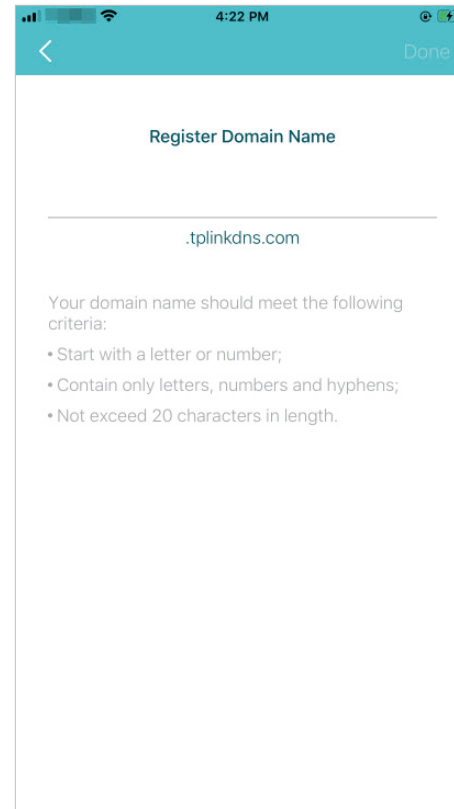 4:22 PM
Done
Register Domain Name
.tplinkdns.com
Your domain name should meet the following
criteria:
• Start with a letter or number;
• Contain only letters, numbers and hyphens;
• Not exceed 20 characters in length.